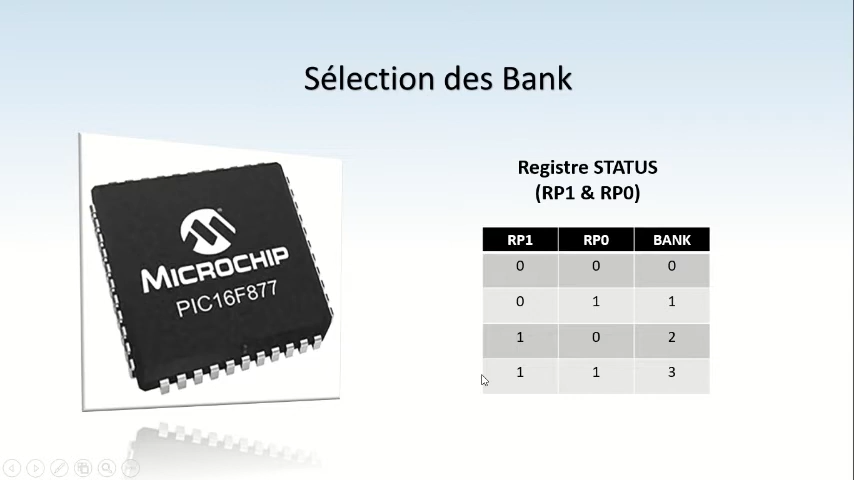 Sélection des Bank
MICROCHIP
PIC16F877
Registre STATUS
(RP1 & RP0)
RP1 RP0 BANK
0 0 0
0 1 1
1 0 2
1 1 3